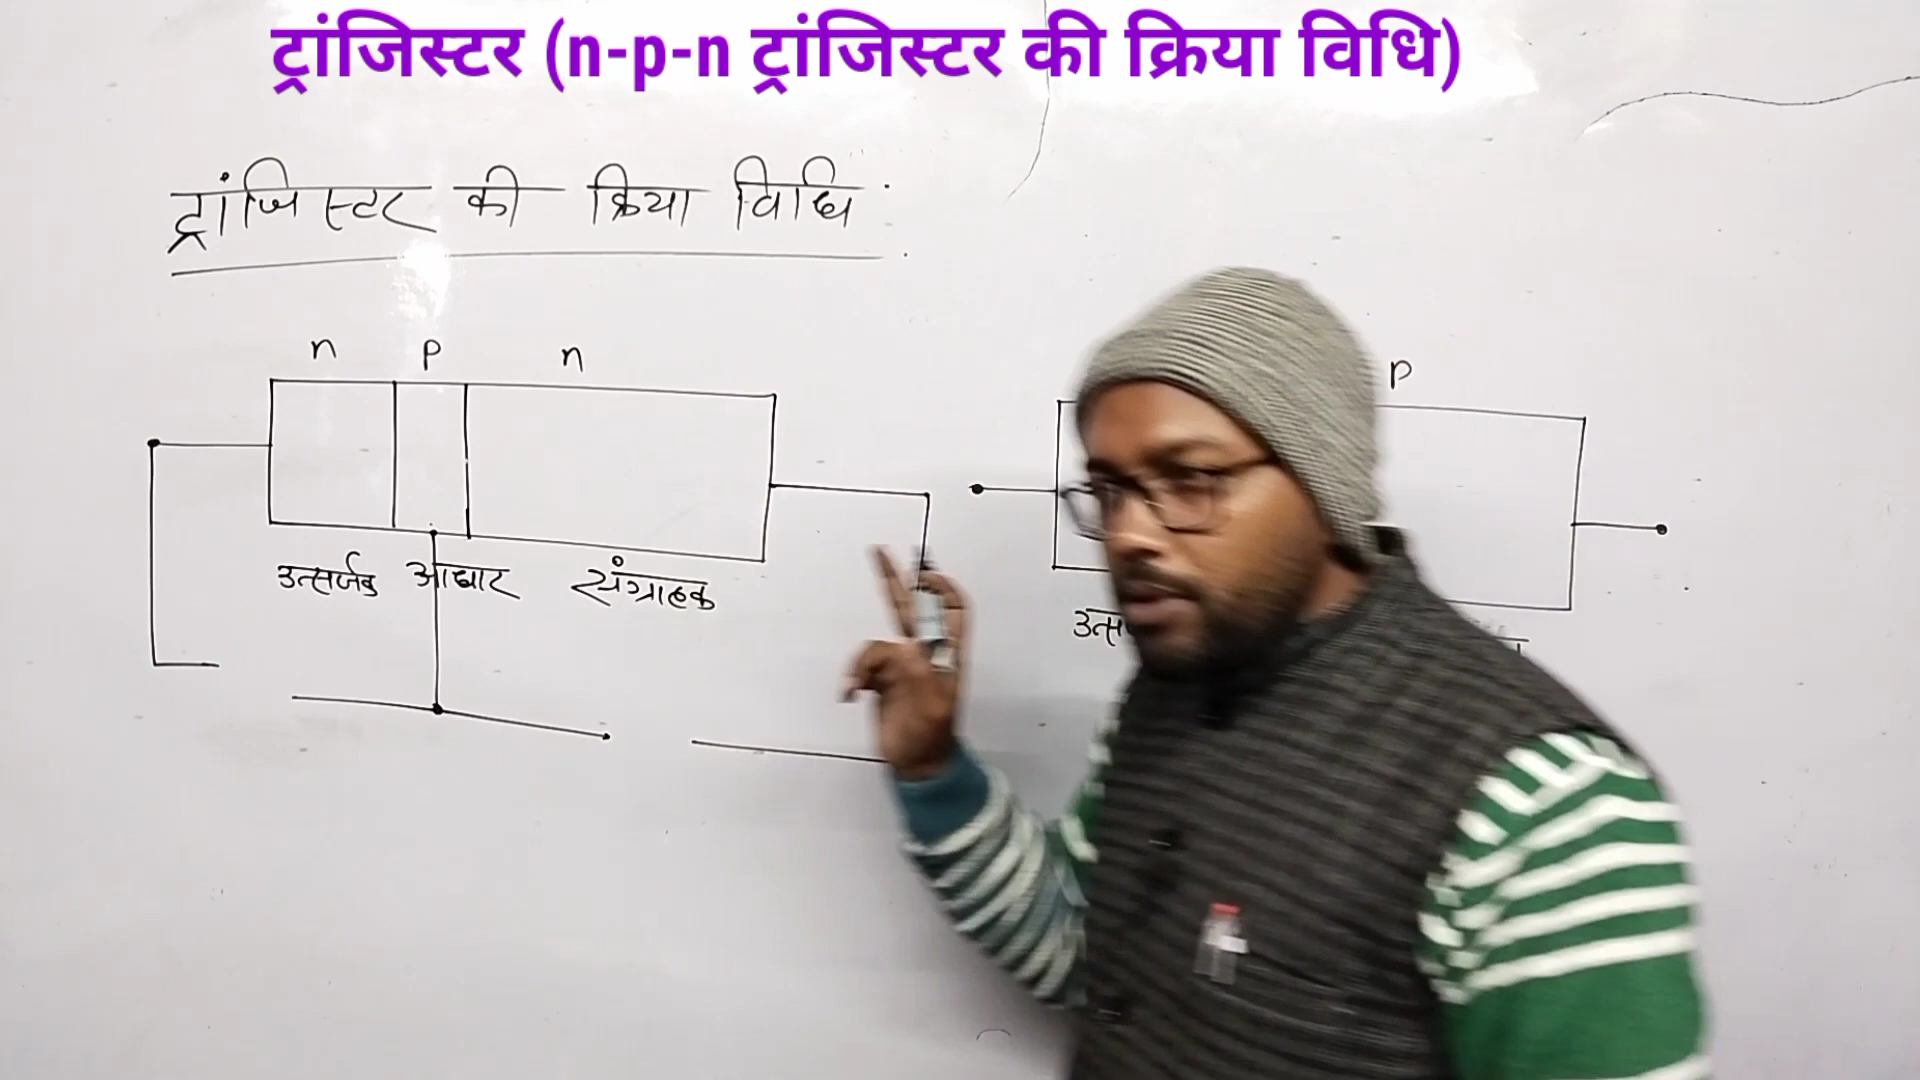 ट्रांजिस्टर (n-p-n ट्रांजिस्टर की क्रिया विधि)
ट्रांजिस्टर की क्रिया विधि
n p n
उत्सर्जक आधार संग्राहक
p